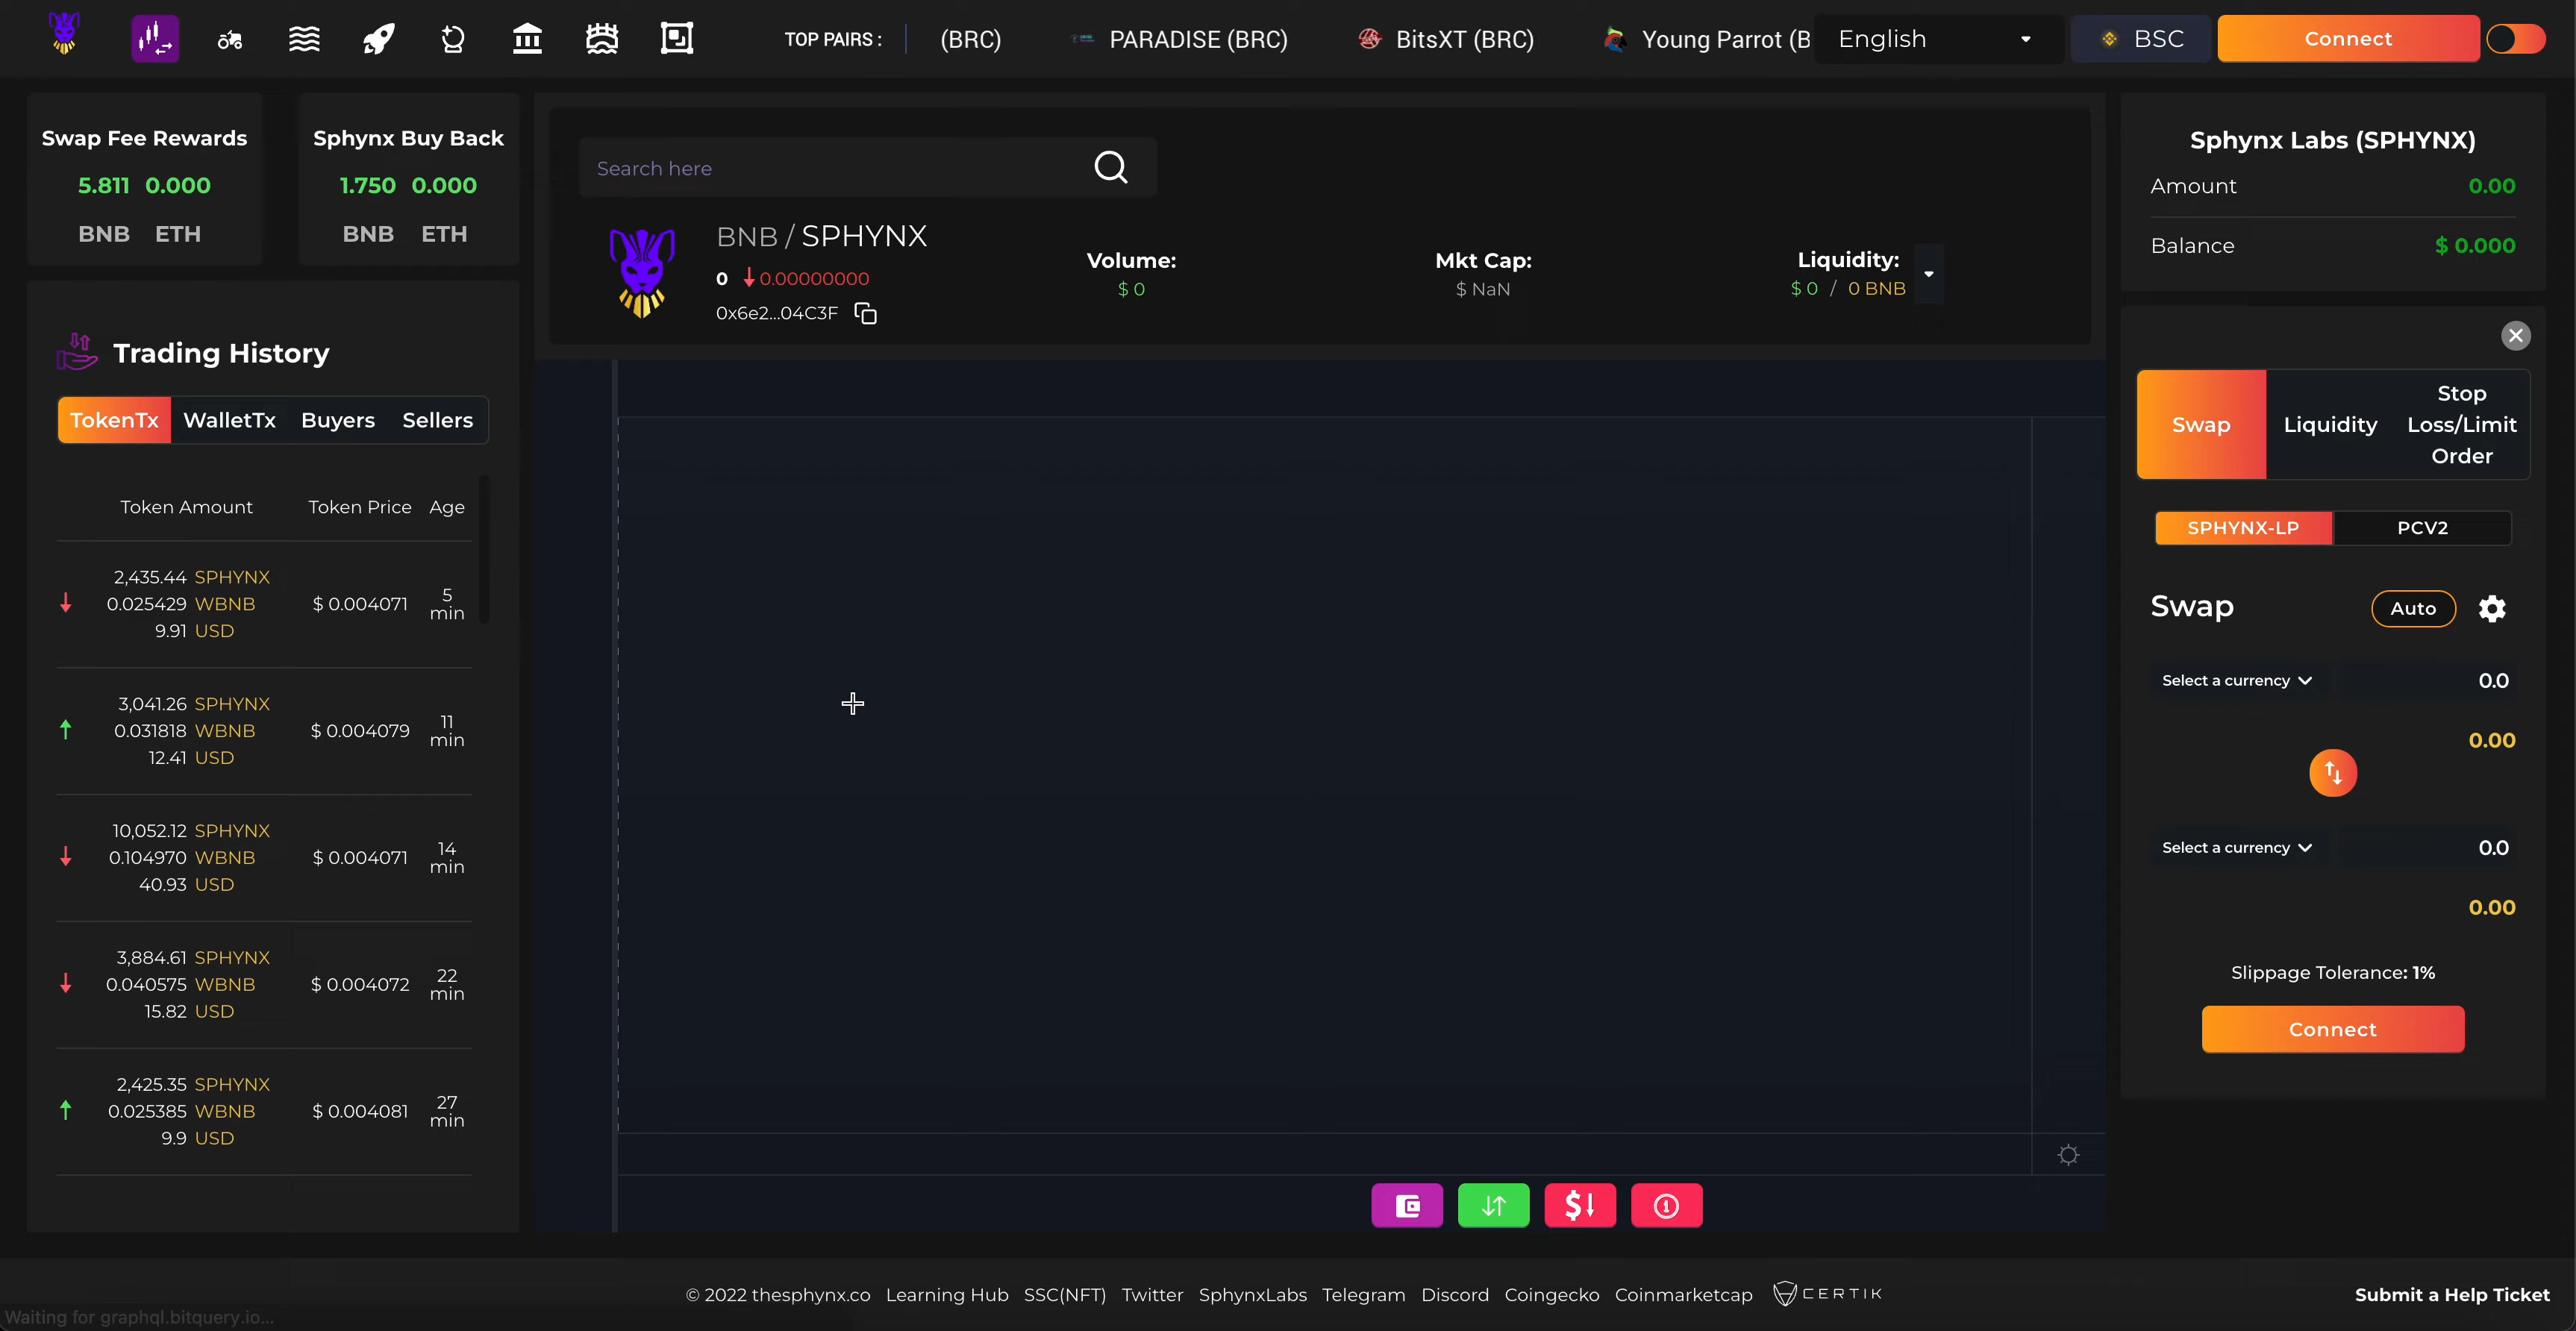 TOP PAIRS :
(BRC)
PARADISE (BRC)
BitsXT (BRC)
Young Parrot (B
English
BSC
Connect
Swap Fee Rewards
5.811 0.000
BNB ETH
Sphynx Buy Back
1.750 0.000
BNB ETH
Trading History
TokenTx WalletTx Buyers Sellers
Token Amount Token Price Age
2,435.44 SPHYNX
0.025429 WBNB
9.91 USD
$ 0.004071
5
min
3,041.26 SPHYNX
0.031818 WBNB
12.41 USD
$ 0.004079
11
min
10,052.12 SPHYNX
0.104970 WBNB
40.93 USD
$ 0.004071
14
min
3,884.61 SPHYNX
0.040575 WBNB
15.82 USD
$ 0.004072
22
min
2,425.35 SPHYNX
0.025385 WBNB
9.9 USD
$ 0.004081
27
min
Search here
BNB / SPHYNX
0 0.00000000
0x6e2...04C3F
Volume:
$ 0
Mkt Cap:
$ NaN
Liquidity:
$ 0 / 0 BNB
Sphynx Labs (SPHYNX)
Amount 0.00
Balance $ 0.000
Swap
Liquidity
Stop
Loss/Limit
Order
SPHYNX-LP PCV2
Swap Auto
Select a currency 0.0
0.00
Select a currency 0.0
0.00
Slippage Tolerance: 1%
Connect
© 2022 thesphynx.co Learning Hub SSC(NFT) Twitter SphynxLabs Telegram Discord Coingecko Coinmarketcap CERTIK
Submit a Help Ticket
Waiting for graphql.bitquery.io...